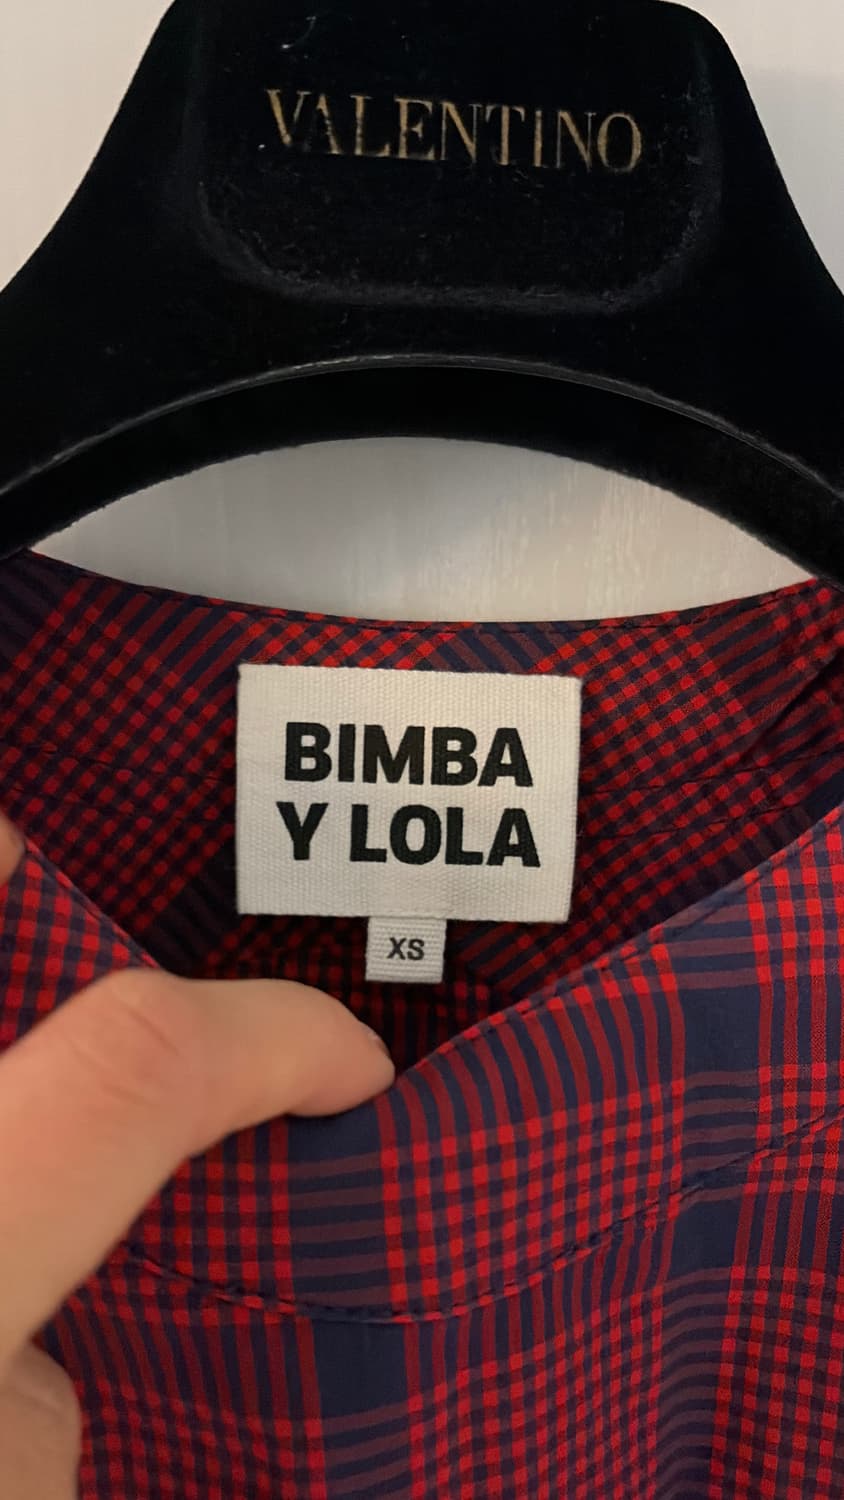 VALENTINO
BIMBA
Y LOLA
XS